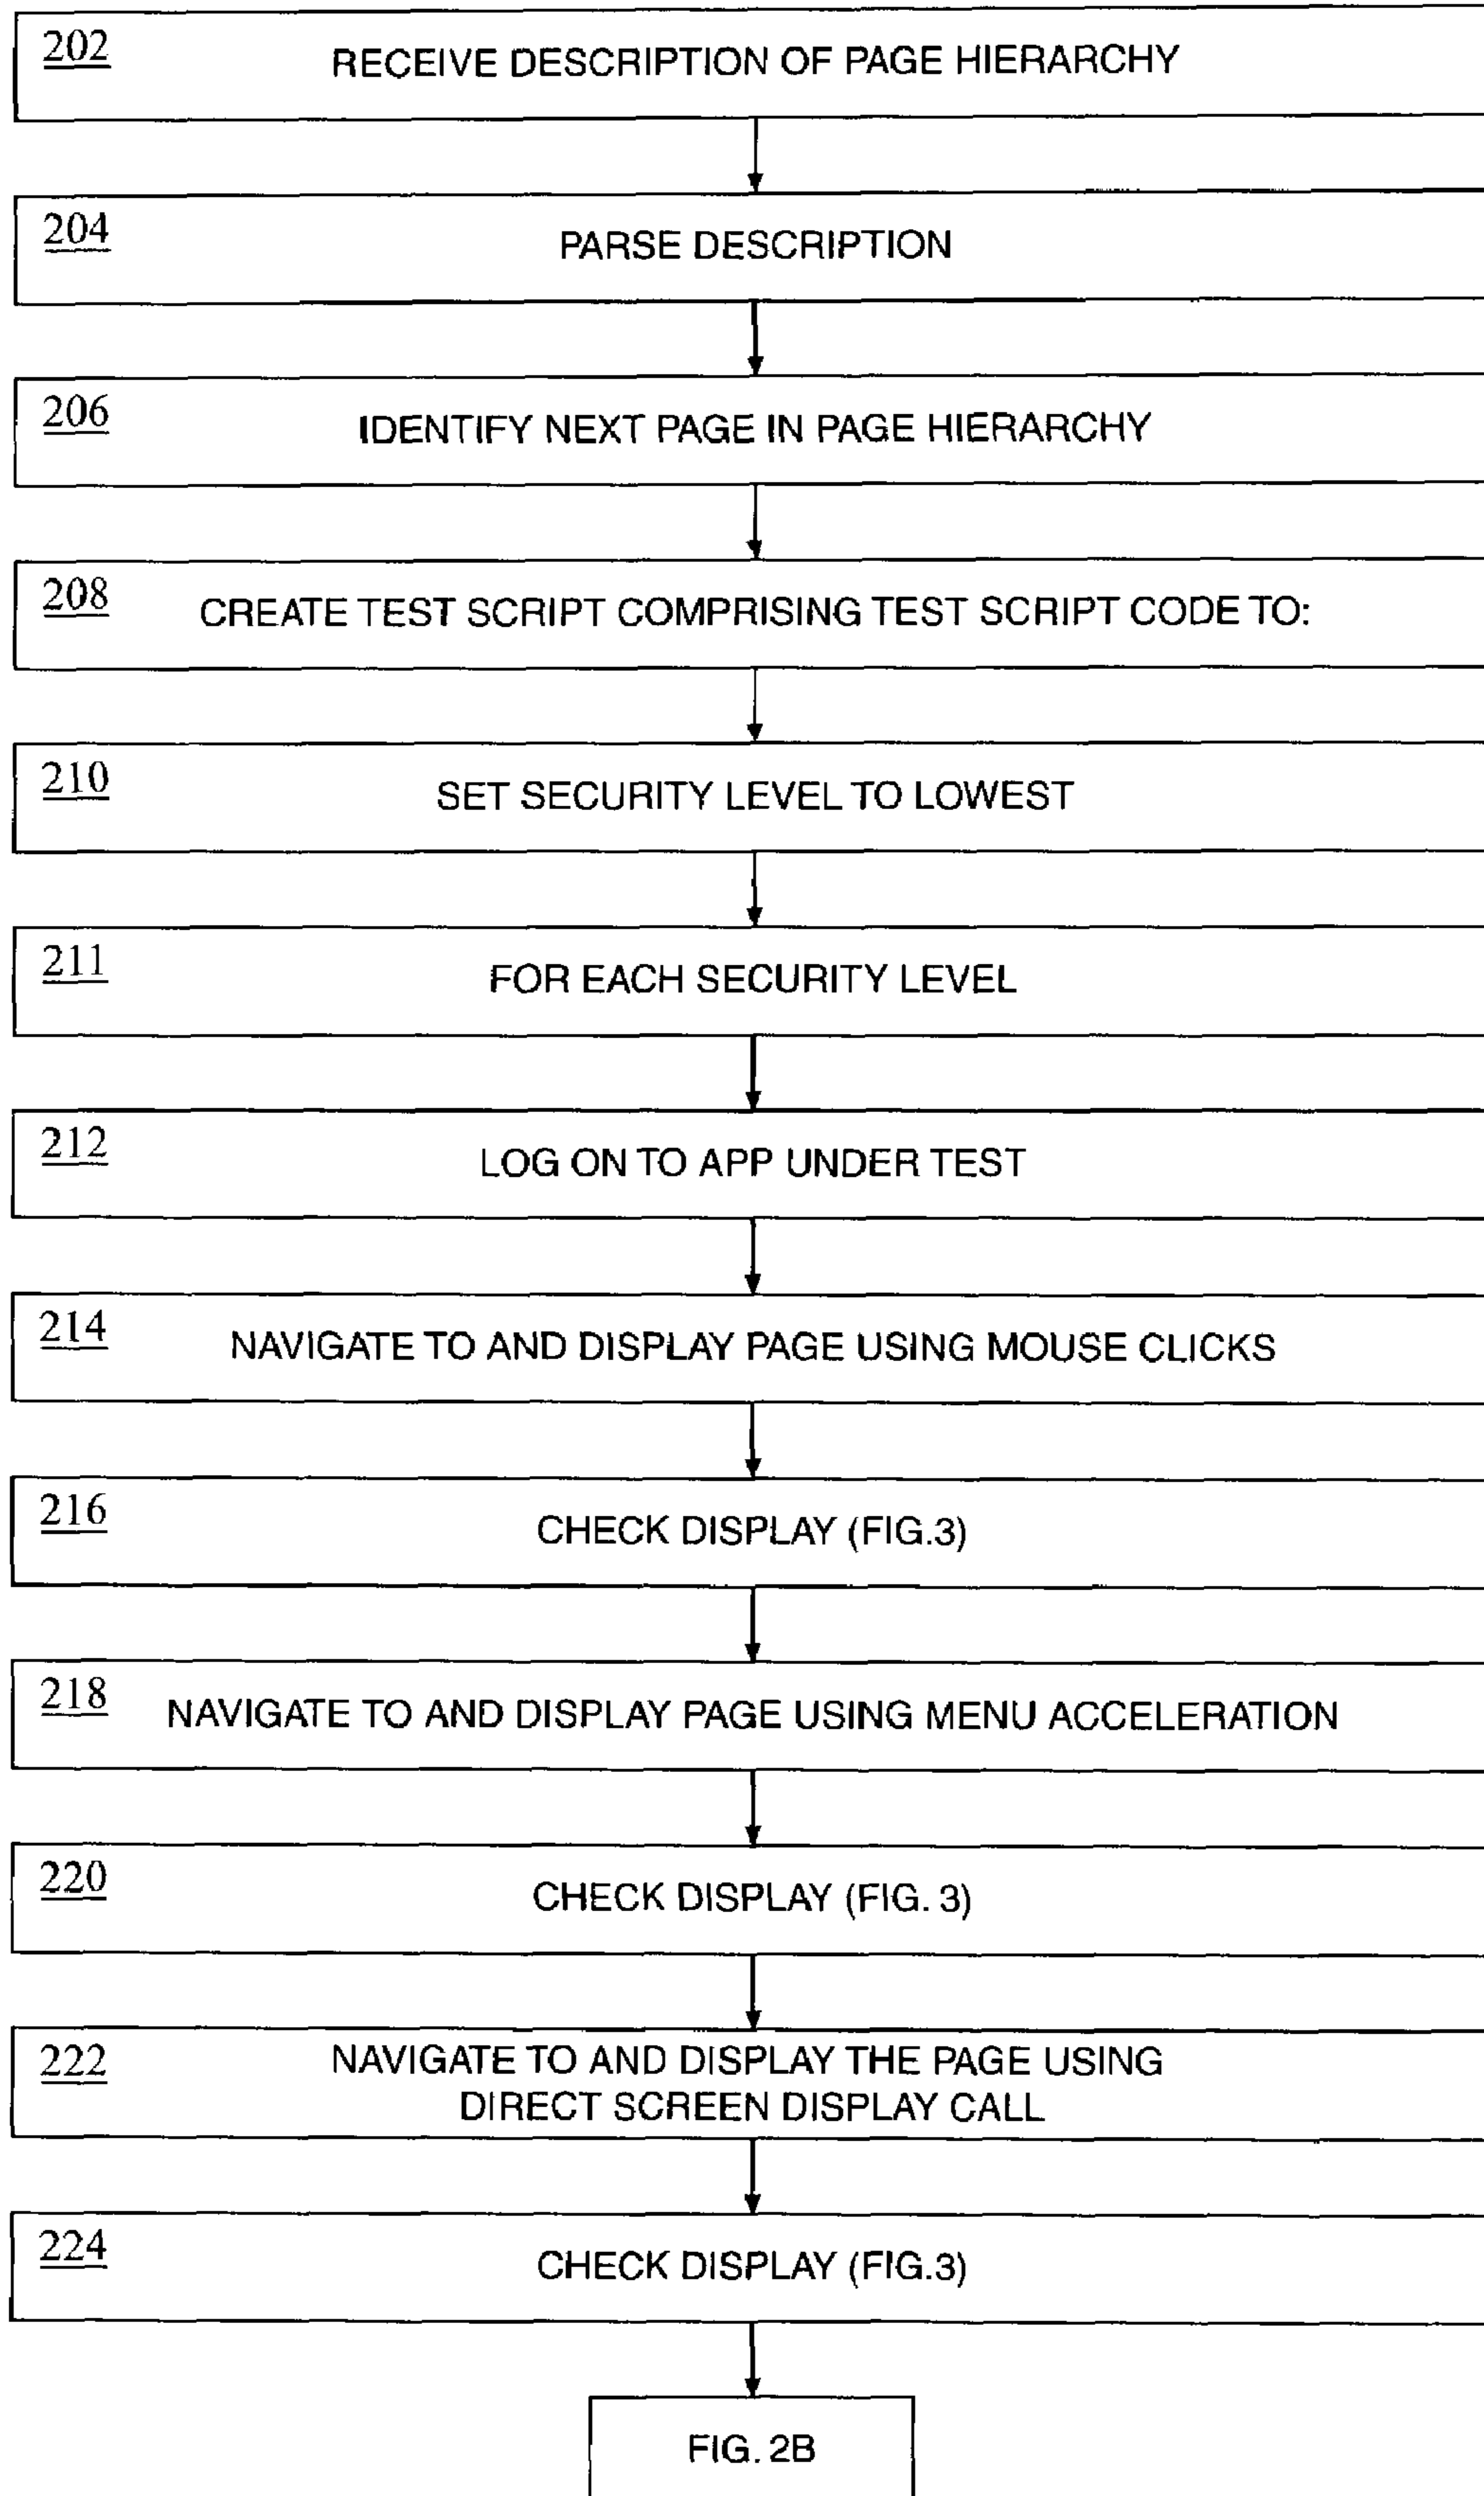 202
RECEIVE DESCRIPTION OF PAGE HIERARCHY
204
PARSE DESCRIPTION
206
IDENTIFY NEXT PAGE IN PAGE HIERARCHY
208
CREATE TEST SCRIPT COMPRISING TEST SCRIPT CODE TO:
210
SET SECURITY LEVEL TO LOWEST
211
FOR EACH SECURITY LEVEL
212
LOG ON TO APP UNDER TEST
214
NAVIGATE TO AND DISPLAY PAGE USING MOUSE CLICKS
216
CHECK DISPLAY (FIG.3)
218
NAVIGATE TO AND DISPLAY PAGE USING MENU ACCELERATION
220
CHECK DISPLAY (FIG. 3)
222
NAVIGATE TO AND DISPLAY THE PAGE USING
DIRECT SCREEN DISPLAY CALL
224
CHECK DISPLAY (FIG.3)
FIG. 2B